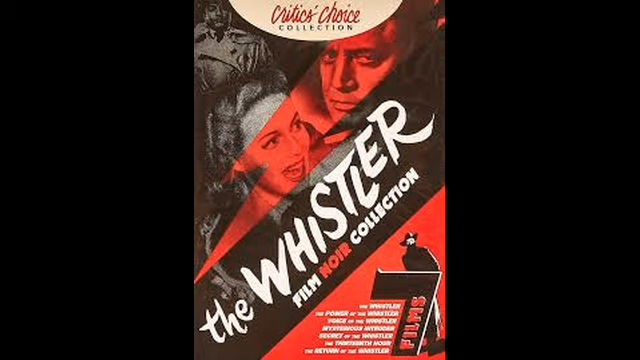 Critics' Choice
COLLECTION
the WHISTLER
FILM NOIR COLLECTION
THE WHISTLER
THE POWER OF THE WHISTLER
VOICE OF THE WHISTLER
MYSTERIOUS INTRUDER
SECRET OF THE WHISTLER
THE THIRTEENTH HOUR
THE RETURN OF THE WHISTLER
7 FILMS